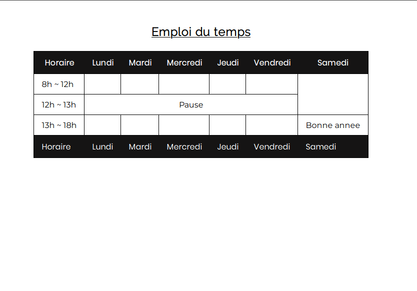 Emploi du temps
Horaire Lundi Mardi Mercredi Jeudi Vendredi Samedi
8h ~ 12h
12h ~ 13h Pause
13h ~ 18h Bonne annee
Horaire Lundi Mardi Mercredi Jeudi Vendredi Samedi